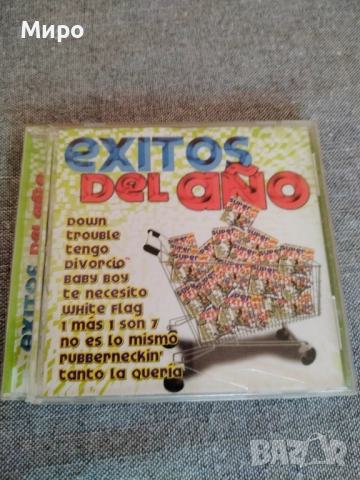 Миро
EXITOS
DEL AÑO
DOWN
TROUBLE
TENGO
DIVORCIO
BABY BOY
TE NECESITO
WHITE FLAG
1 MÁS 1 SON 7
NO ES LO MISMO
RUBBERNECKIN'
TANTO LA QUERÍA
EXITOS DEL AÑO
BAZAR